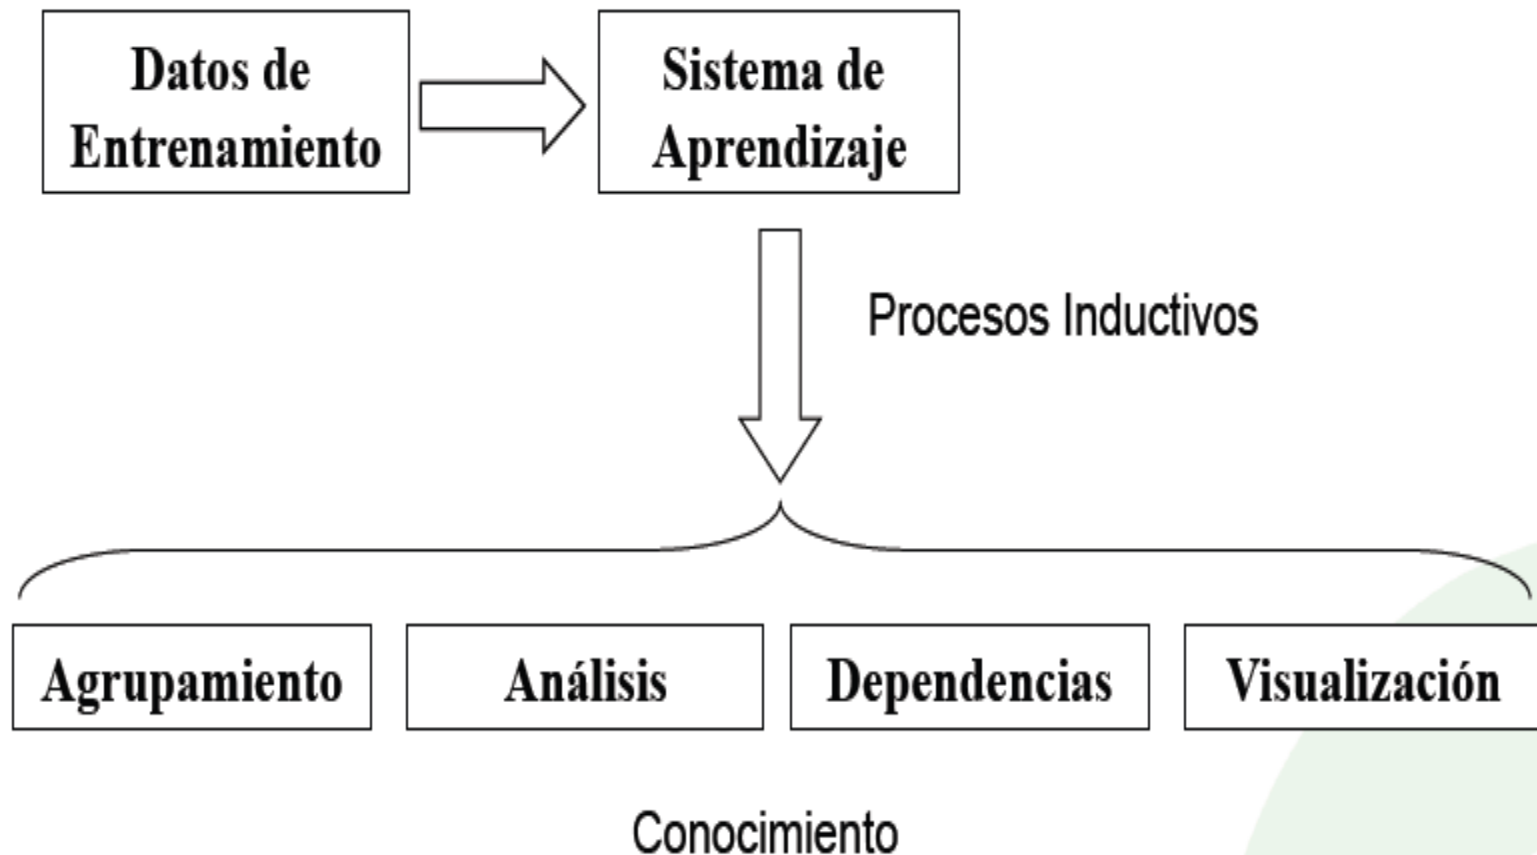 Datos de
Entrenamiento
Sistema de
Aprendizaje
Procesos Inductivos
Agrupamiento
Análisis
Dependencias
Visualización
Conocimiento